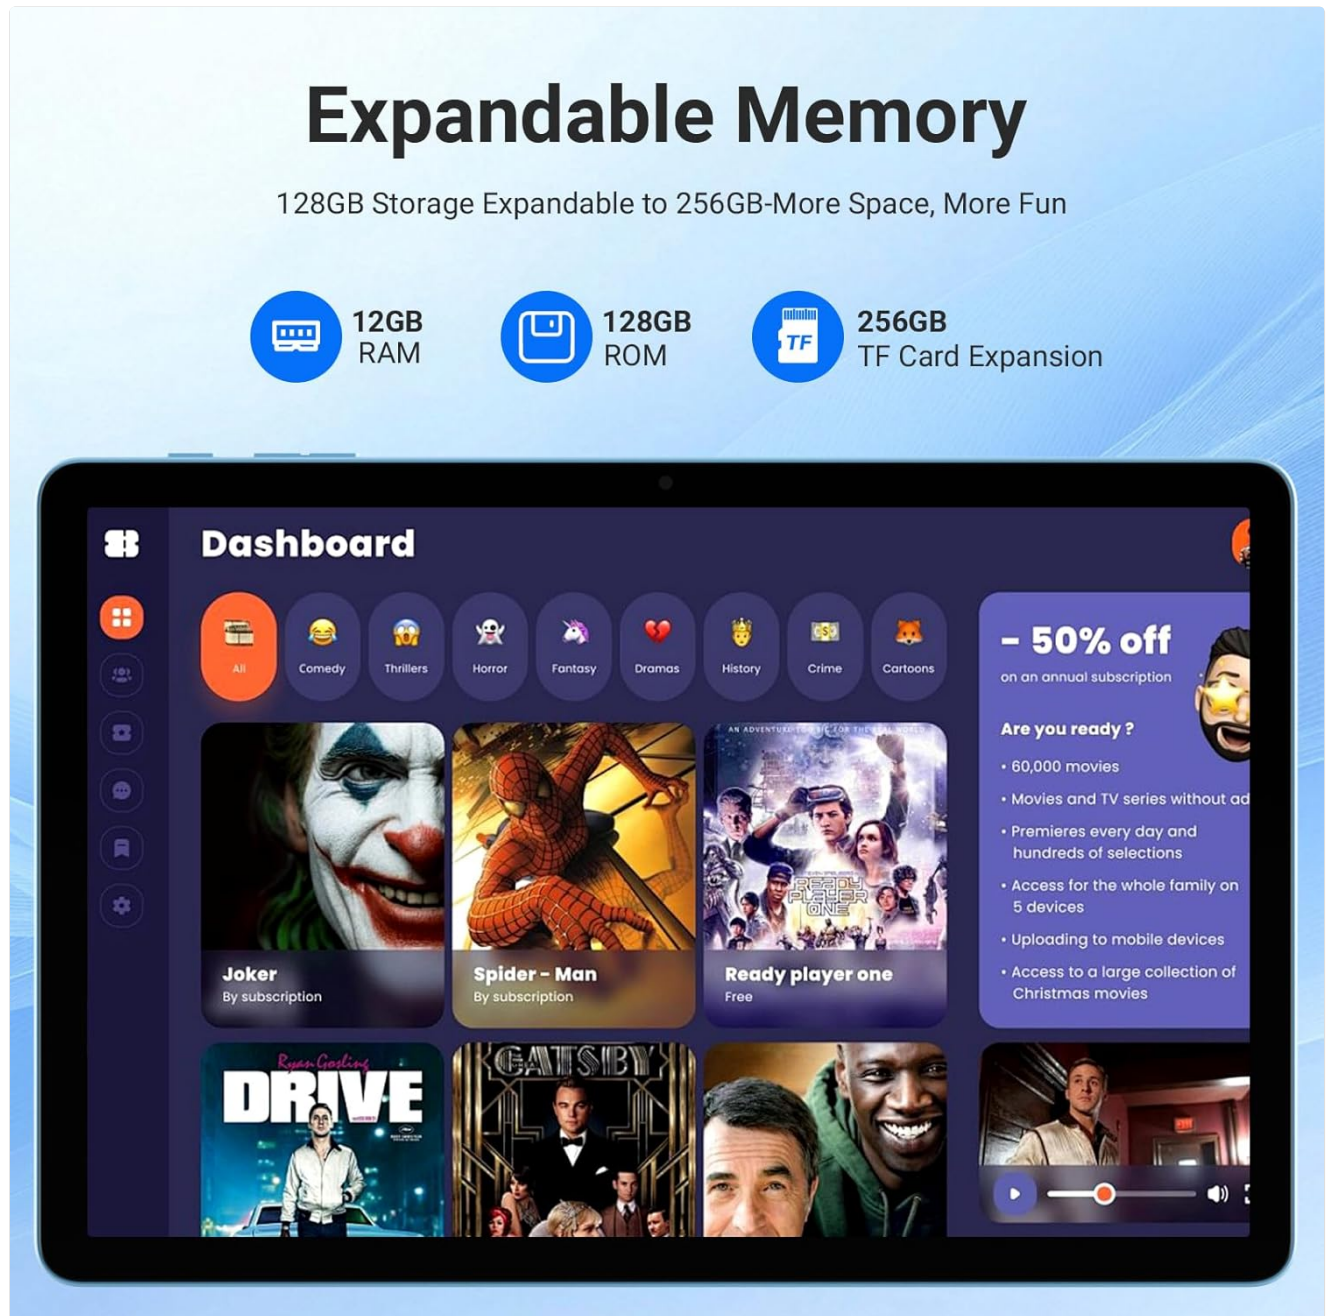 Expandable Memory
128GB Storage Expandable to 256GB-More Space, More Fun
12GB
RAM
128GB
ROM
TF
256GB
TF Card Expansion
Dashboard
All
Comedy
Thrillers
Horror
Fantasy
Dramas
History
Crime
Cartoons
- 50% off
on an annual subscription
Are you ready ?
• 60,000 movies
• Movies and TV series without ad
• Premieres every day and
hundreds of selections
• Access for the whole family on
5 devices
• Uploading to mobile devices
• Access to a large collection of
Christmas movies
Joker
By subscription
Spider - Man
By subscription
READY
PLAYER
ONE
Ready player one
Free
Ryan Gosling
DRIVE
GATSBY